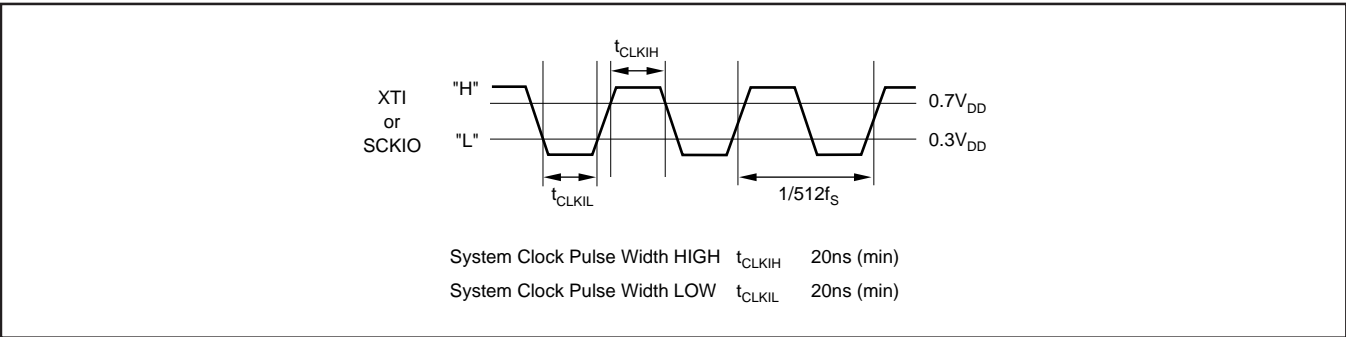 tCLKIH
"H"
XTI
or
SCKIO
"L"
0.7VDD
0.3VDD
tCLKIL
1/512fS
System Clock Pulse Width HIGH tCLKIH 20ns (min)
System Clock Pulse Width LOW tCLKIL 20ns (min)